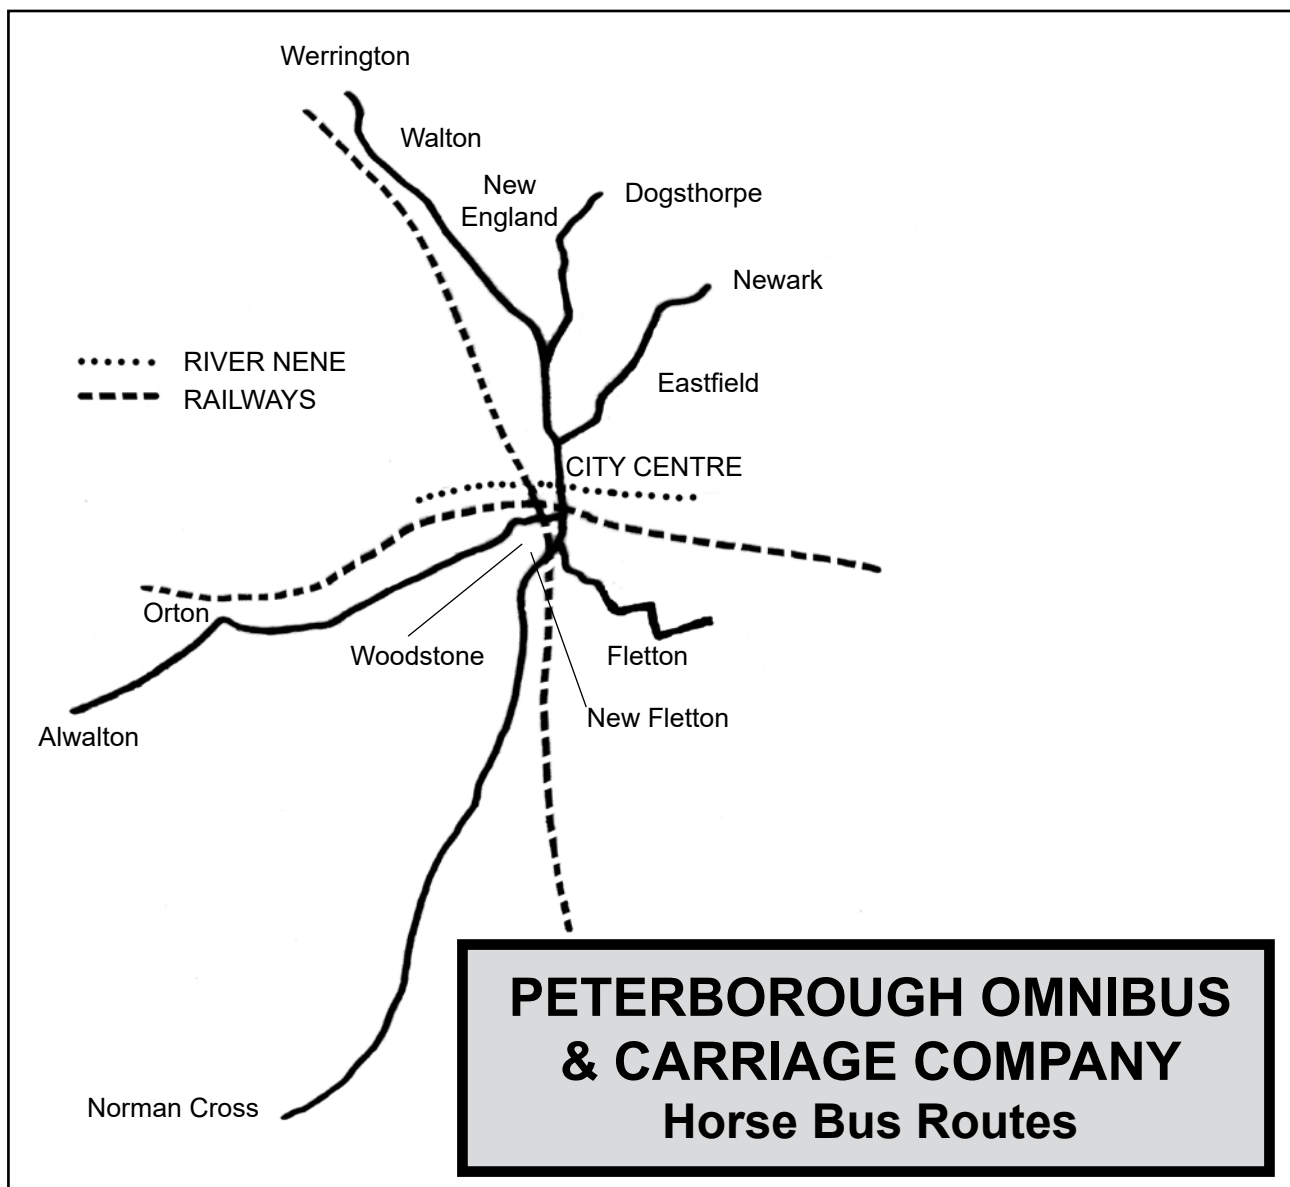 Werrington
Walton
New
England
Dogsthorpe
Newark
RIVER NENE
RAILWAYS
Eastfield
CITY CENTRE
Orton
Woodstone
Fletton
New Fletton
Alwalton
Norman Cross
PETERBOROUGH OMNIBUS
& CARRIAGE COMPANY
Horse Bus Routes